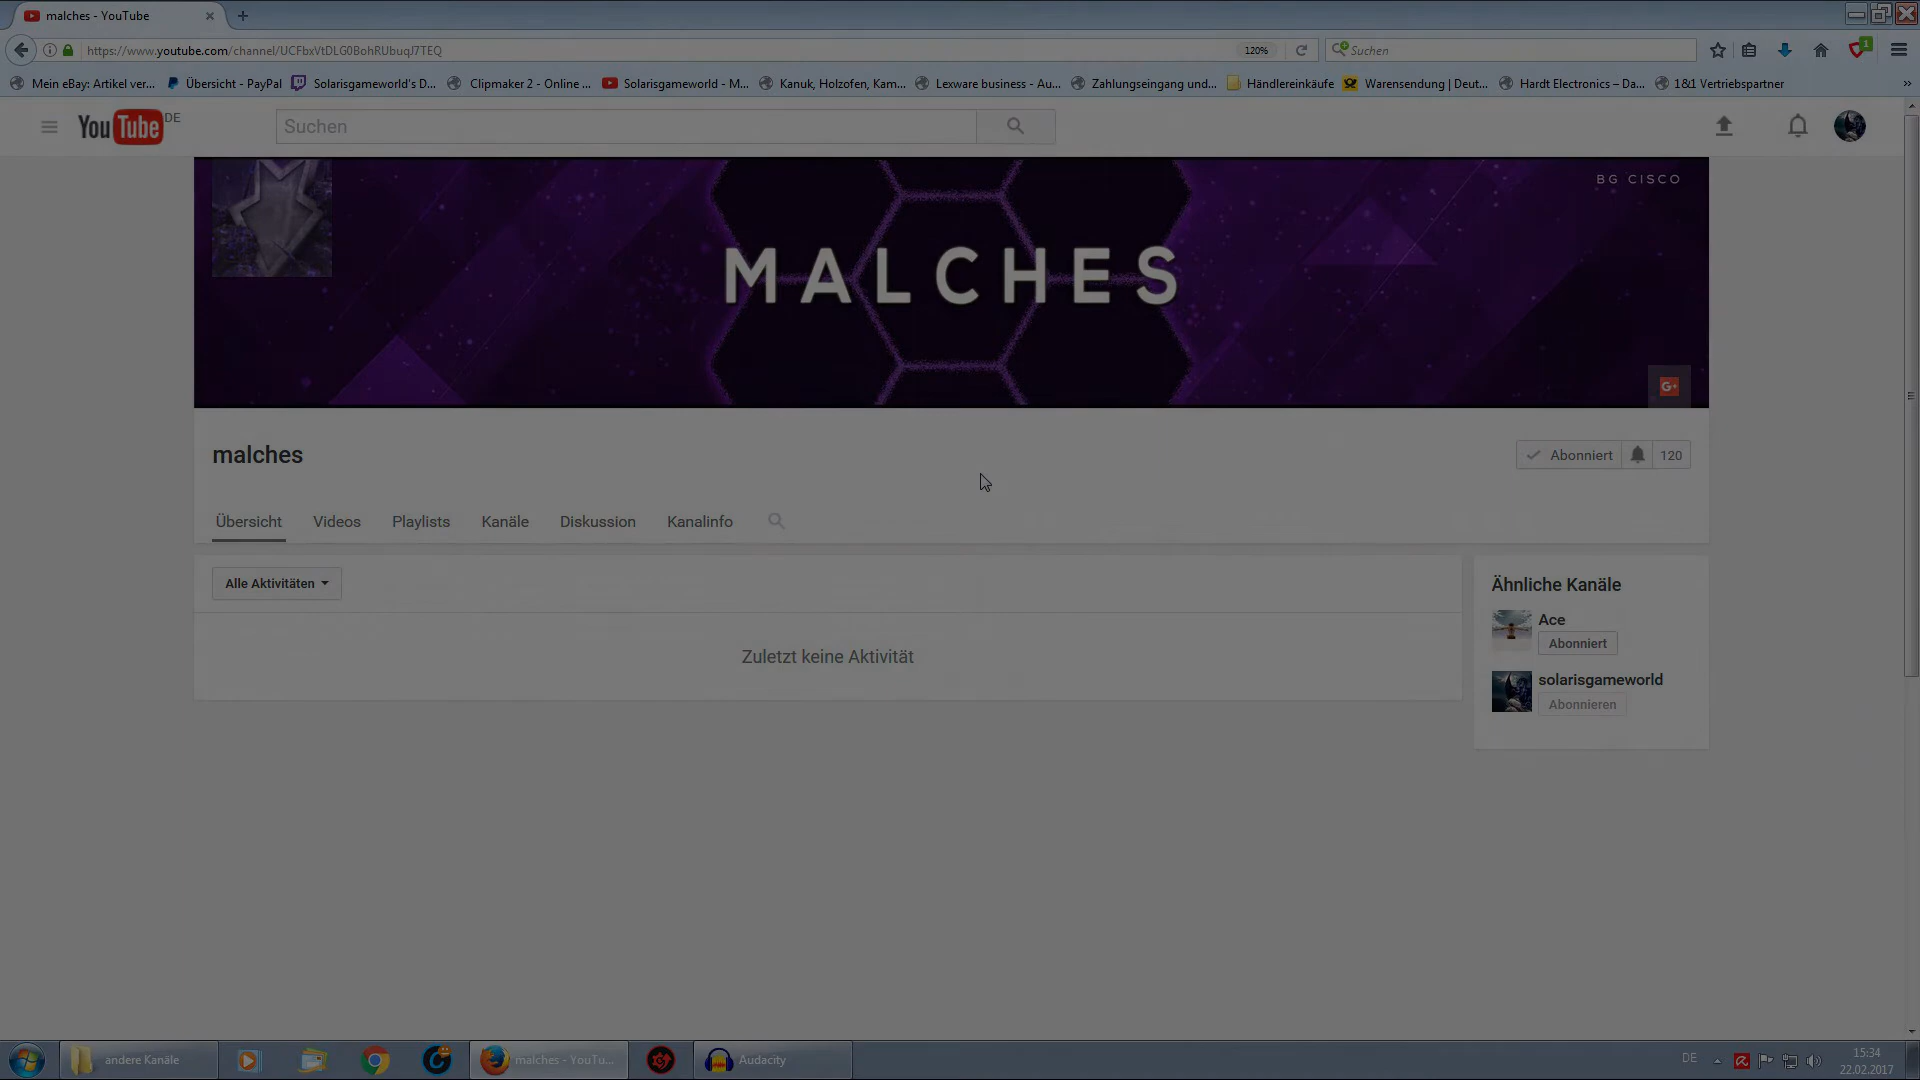 malches - YouTube
https://www.youtube.com/channel/UCFbxVtDLG0BohRUbuqJ7TEQ
120%
Suchen
1
Mein eBay: Artikel ver...
Übersicht - PayPal
Solarisgameworld's D...
Clipmaker 2 - Online ...
Solarisgameworld - M...
Kanuk, Holzofen, Kam...
Lexware business - Au...
Zahlungseingang und...
Händlereinkäufe
Warensendung | Deut...
Hardt Electronics – Da...
1&1 Vertriebspartner
YouTube DE
Suchen
BG CISCO
MALCHES
G+
malches
Abonniert
120
Übersicht
Videos
Playlists
Kanäle
Diskussion
Kanalinfo
Alle Aktivitäten
Zuletzt keine Aktivität
Ähnliche Kanäle
Ace
Abonniert
solarisgameworld
Abonnieren
andere Kanäle
malches - YouTu...
Audacity
DE
15:34
22.02.2017